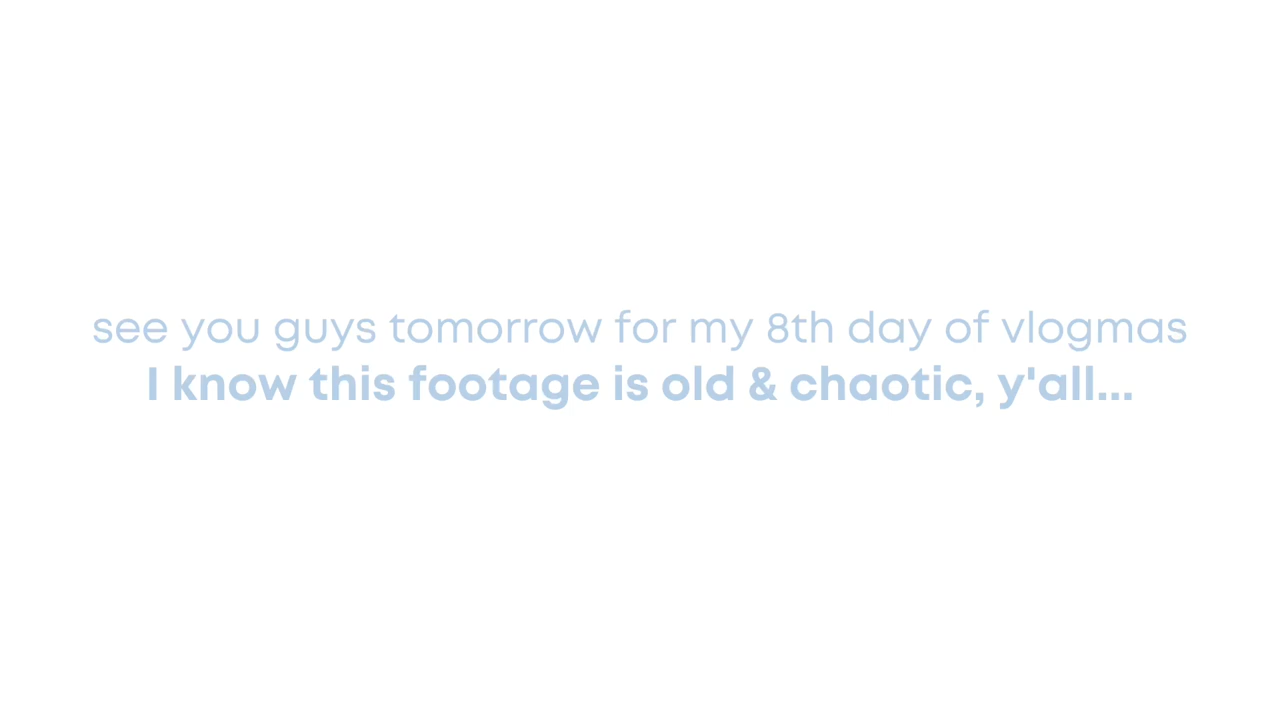 see you guys tomorrow for my 8th day of vlogmas
I know this footage is old & chaotic, y'all...